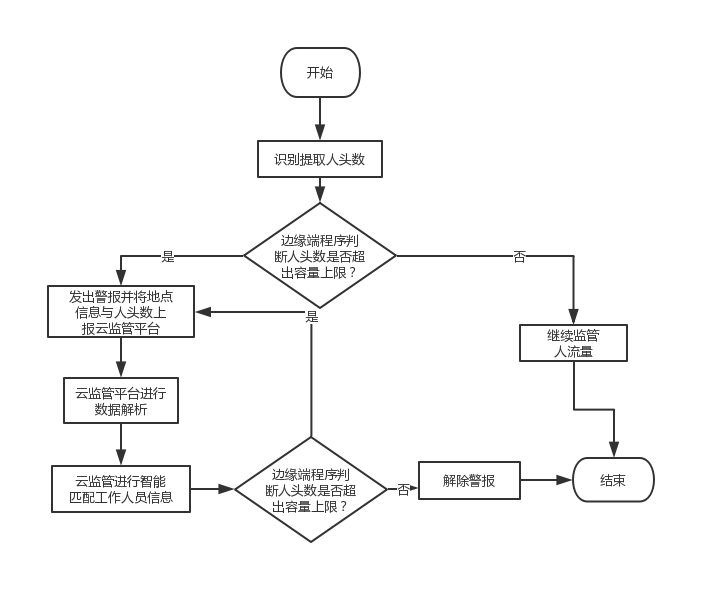 开始
识别提取人头数
边缘端程序判
断人头数是否超
出容量上限？
是
否
发出警报并将地点
信息与人头数上
报云监管平台
是
继续监管
人流量
云监管平台进行
数据解析
云监管进行智能
匹配工作人员信息
边缘端程序判
断人头数是否超
出容量上限？
否
解除警报
结束